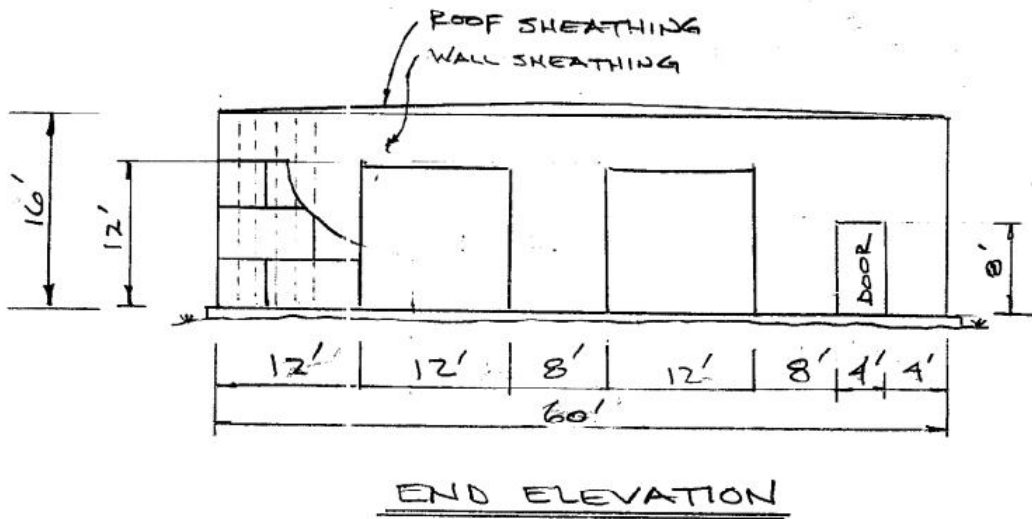 ROOF SHEATHING
WALL SHEATHING
16'
12'
DOOR
8'
12' 12' 8' 12' 8' 4' 4'
60'
END ELEVATION